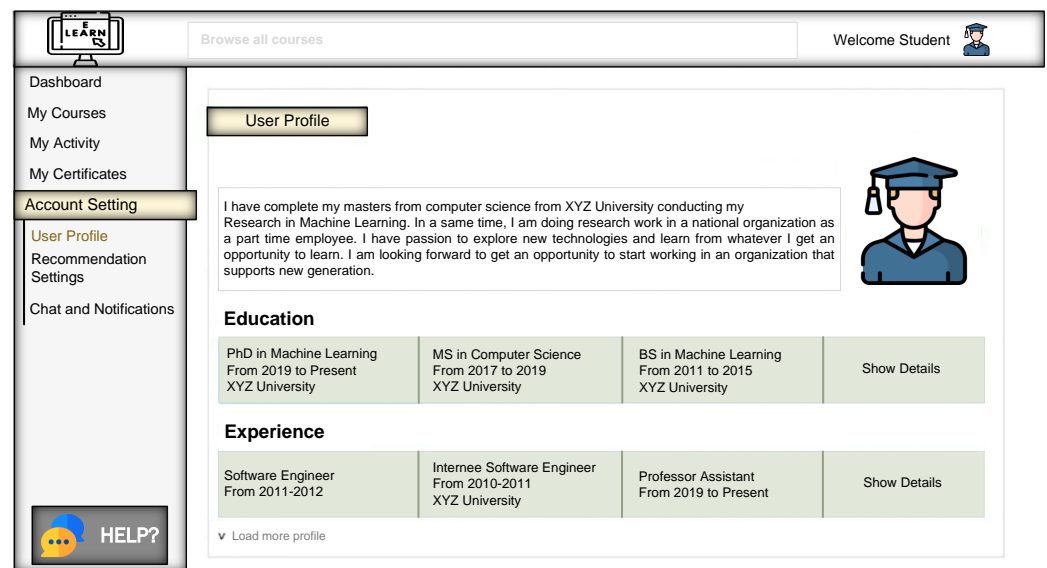 E
LEARN
Browse all courses
Welcome Student
Dashboard
My Courses
My Activity
My Certificates
Account Setting
User Profile
Recommendation
Settings
Chat and Notifications
HELP?
User Profile
I have complete my masters from computer science from XYZ University conducting my
Research in Machine Learning. In a same time, I am doing research work in a national organization as
a part time employee. I have passion to explore new technologies and learn from whatever I get an
opportunity to learn. I am looking forward to get an opportunity to start working in an organization that
supports new generation.
Education
PhD in Machine Learning
From 2019 to Present
XYZ University
MS in Computer Science
From 2017 to 2019
XYZ University
BS in Machine Learning
From 2011 to 2015
XYZ University
Show Details
Experience
Software Engineer
From 2011-2012
Internee Software Engineer
From 2010-2011
XYZ University
Professor Assistant
From 2019 to Present
Show Details
v Load more profile